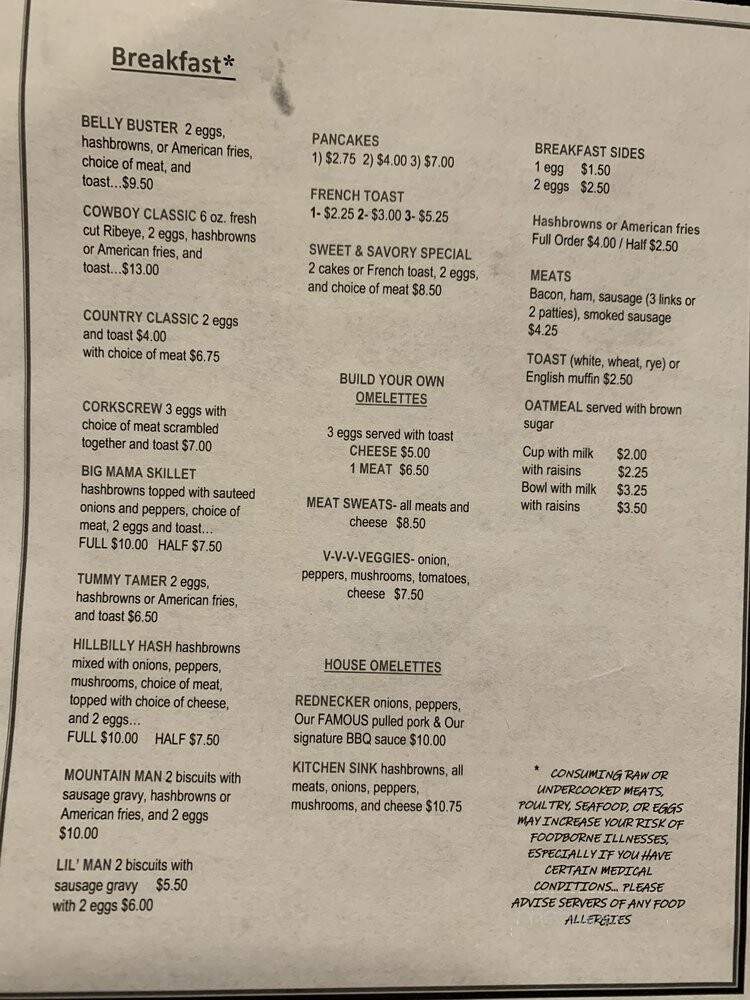 Breakfast*
BELLY BUSTER 2 eggs,
hashbrowns, or American fries,
choice of meat, and
toast...$9.50
COWBOY CLASSIC 6 oz. fresh
cut Ribeye, 2 eggs, hashbrowns
or American fries, and
toast...$13.00
COUNTRY CLASSIC 2 eggs
and toast $4.00
with choice of meat $6.75
CORKSCREW 3 eggs with
choice of meat scrambled
together and toast $7.00
BIG MAMA SKILLET
hashbrowns topped with sauteed
onions and peppers, choice of
meat, 2 eggs and toast...
FULL $10.00 HALF $7.50
TUMMY TAMER 2 eggs,
hashbrowns or American fries,
and toast $6.50
HILLBILLY HASH hashbrowns
mixed with onions, peppers,
mushrooms, choice of meat,
topped with choice of cheese,
and 2 eggs...
FULL $10.00 HALF $7.50
MOUNTAIN MAN 2 biscuits with
sausage gravy, hashbrowns or
American fries, and 2 eggs
$10.00
LIL' MAN 2 biscuits with
sausage gravy $5.50
with 2 eggs $6.00
PANCAKES
1) $2.75 2) $4.00 3) $7.00
FRENCH TOAST
1- $2.25 2- $3.00 3- $5.25
SWEET & SAVORY SPECIAL
2 cakes or French toast, 2 eggs,
and choice of meat $8.50
BUILD YOUR OWN
OMELETTES
3 eggs served with toast
CHEESE $5.00
1 MEAT $6.50
MEAT SWEATS- all meats and
cheese $8.50
V-V-V-VEGGIES- onion,
peppers, mushrooms, tomatoes,
cheese $7.50
HOUSE OMELETTES
REDNECKER onions, peppers,
Our FAMOUS pulled pork & Our
signature BBQ sauce $10.00
KITCHEN SINK hashbrowns, all
meats, onions, peppers,
mushrooms, and cheese $10.75
BREAKFAST SIDES
1 egg $1.50
2 eggs $2.50
Hashbrowns or American fries
Full Order $4.00 / Half $2.50
MEATS
Bacon, ham, sausage (3 links or
2 patties), smoked sausage
$4.25
TOAST (white, wheat, rye) or
English muffin $2.50
OATMEAL served with brown
sugar
Cup with milk $2.00
with raisins $2.25
Bowl with milk $3.25
with raisins $3.50
* CONSUMING RAW OR
UNDERCOOKED MEATS,
POULTRY, SEAFOOD, OR EGGS
MAY INCREASE YOUR RISK OF
FOODBORNE ILLNESSES,
ESPECIALLY IF YOU HAVE
CERTAIN MEDICAL
CONDITIONS... PLEASE
ADVISE SERVERS OF ANY FOOD
ALLERGIES